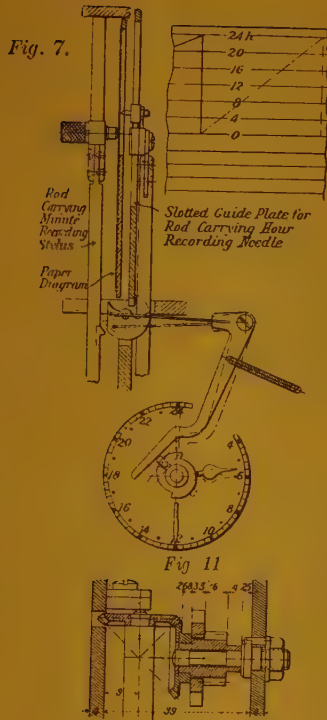 Fig. 7.
24 h
20
16
12
8
4
0
Rod
Carrying
Minute
Recording
Stylus
Slotted Guide Plate for
Rod Carrying Hour
Recording Needle
Paper
Diagram
24
22
20
18
16
14
12
10
8
6
4
Fig 11
39